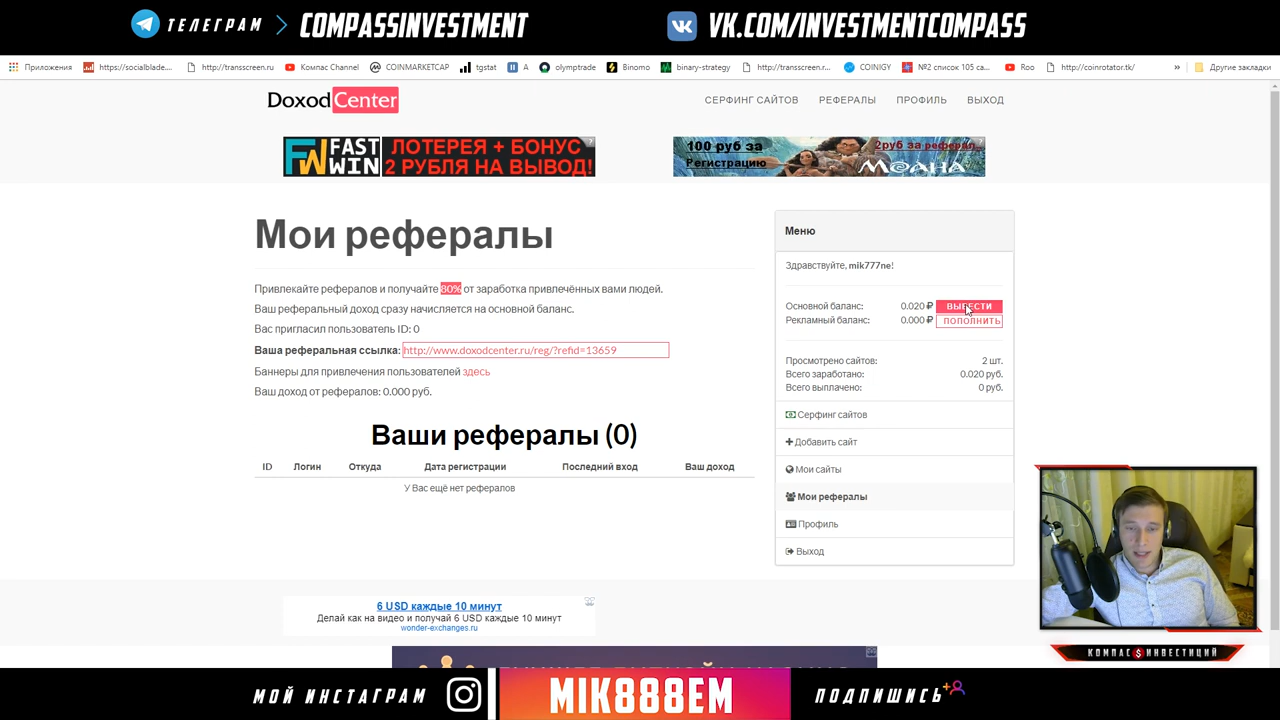 ТЕЛЕГРАМ
COMPASSINVESTMENT
VK.COM/INVESTMENTCOMPASS
Приложения
https://socialblade....
http://transscreen.ru
Компас Channel
COINMARKETCAP
tgstat
A
olymptrade
Binomo
binary-strategy
http://transscreen.r...
COINIGY
№2 список 105 са...
Roo
http://coinrotator.tk/
»
Другие закладки
DoxodCenter
СЕРФИНГ САЙТОВ
РЕФЕРАЛЫ
ПРОФИЛЬ
ВЫХОД
FW FAST WIN
ЛОТЕРЕЯ + БОНУС
2 РУБЛЯ НА ВЫВОД!
100 руб за
Регистрацию
2руб за реферал
МОАНА
Мои рефералы
Привлекайте рефералов и получайте 80% от заработка привлечённых вами людей.
Ваш реферальный доход сразу начисляется на основной баланс.
Вас пригласил пользователь ID: 0
Ваша реферальная ссылка: http://www.doxodcenter.ru/reg/?refid=13659
Баннеры для привлечения пользователей здесь
Ваш доход от рефералов: 0.000 руб.
Ваши рефералы (0)
ID Логин Откуда Дата регистрации Последний вход Ваш доход
У Вас ещё нет рефералов
Меню
Здравствуйте, mik777ne!
Основной баланс: 0.020 ₽ ВЫВЕСТИ
Рекламный баланс: 0.000 ₽ ПОПОЛНИТЬ
Просмотрено сайтов: 2 шт.
Всего заработано: 0.020 руб.
Всего выплачено: 0 руб.
Серфинг сайтов
Добавить сайт
Мои сайты
Мои рефералы
Профиль
Выход
6 USD каждые 10 минут
Делай как на видео и получай 6 USD каждые 10 минут
wonder-exchanges.ru
КОМПАС $ ИНВЕСТИЦИЙ
МОЙ ИНСТАГРАМ
MIK888EM
ПОДПИШИСЬ